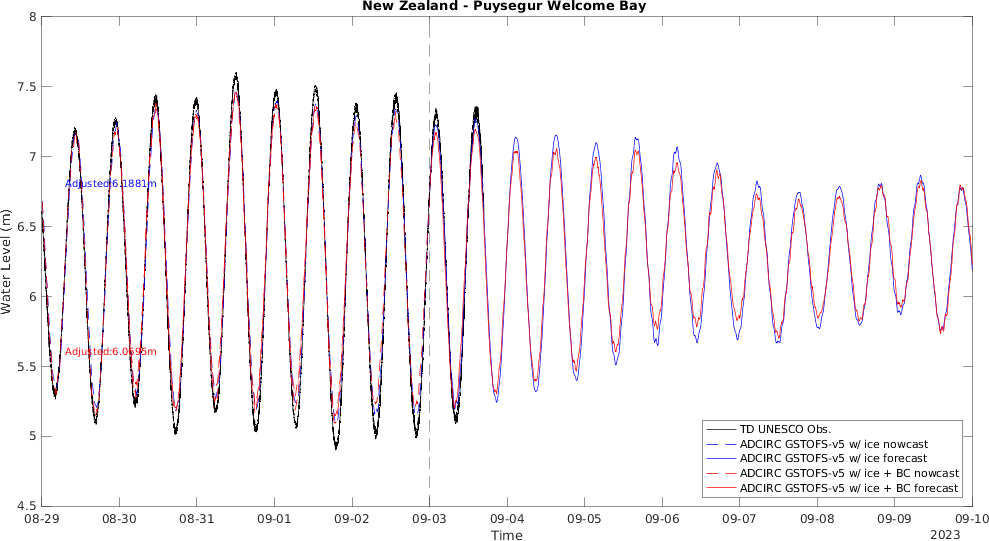 New Zealand - Puysegur Welcome Bay
8
7.5
7
6.5
6
5.5
5
4.5
Water Level (m)
Adjusted:6.1881m
Adjusted:6.0695m
TD UNESCO Obs.
ADCIRC GSTOFS-v5 w/ ice nowcast
ADCIRC GSTOFS-v5 w/ ice forecast
ADCIRC GSTOFS-v5 w/ ice + BC nowcast
ADCIRC GSTOFS-v5 w/ ice + BC forecast
08-29 08-30 08-31 09-01 09-02 09-03 09-04 09-05 09-06 09-07 09-08 09-09 09-10
Time
2023